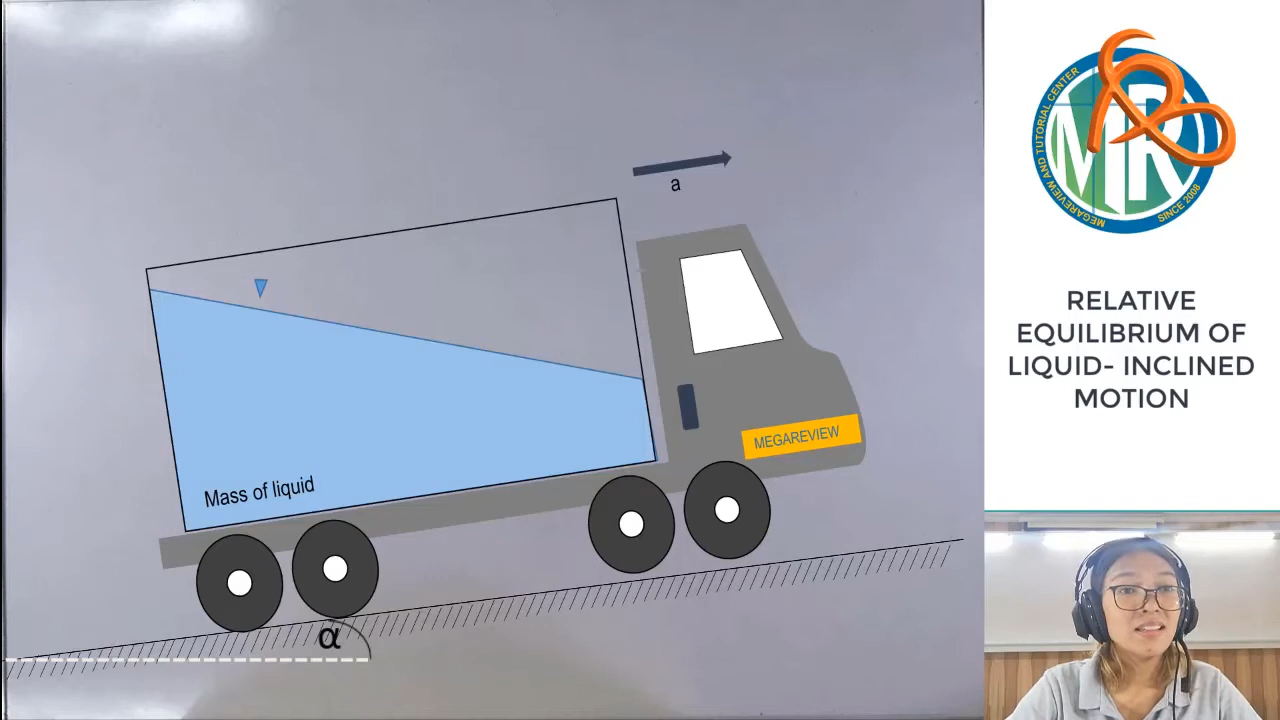 a
MEGAREVIEW
Mass of liquid
α
MEGAREVIEW AND TUTORIAL CENTER
MR
SINCE 2008
RELATIVE
EQUILIBRIUM OF
LIQUID- INCLINED
MOTION